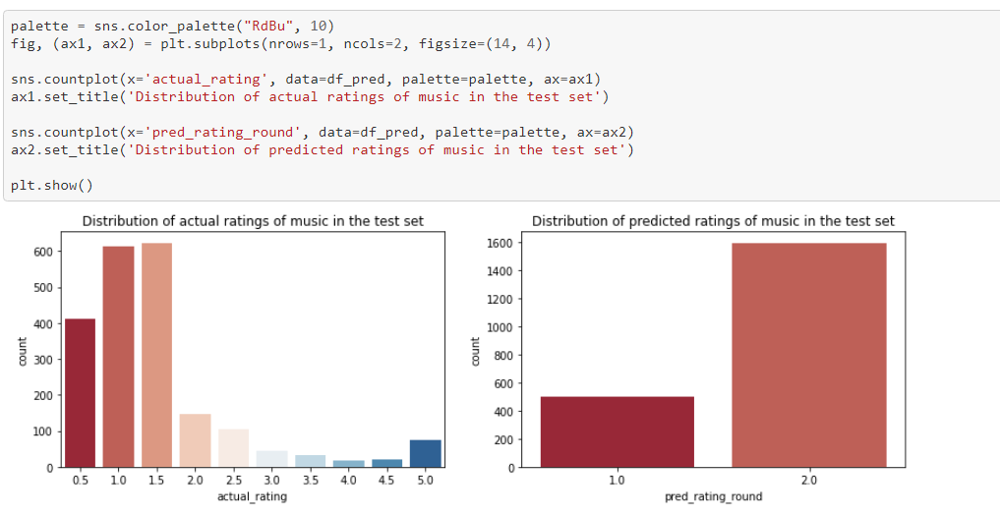 palette = sns.color_palette("RdBu", 10)
fig, (ax1, ax2) = plt.subplots(nrows=1, ncols=2, figsize=(14, 4))
sns.countplot(x='actual_rating', data=df_pred, palette=palette, ax=ax1)
ax1.set_title('Distribution of actual ratings of music in the test set')
sns.countplot(x='pred_rating_round', data=df_pred, palette=palette, ax=ax2)
ax2.set_title('Distribution of predicted ratings of music in the test set')
plt.show()
Distribution of actual ratings of music in the test set
600
500
400
300
200
100
0
count
0.5 1.0 1.5 2.0 2.5 3.0 3.5 4.0 4.5 5.0
actual_rating
Distribution of predicted ratings of music in the test set
1600
1400
1200
1000
800
600
400
200
0
count
1.0 2.0
pred_rating_round